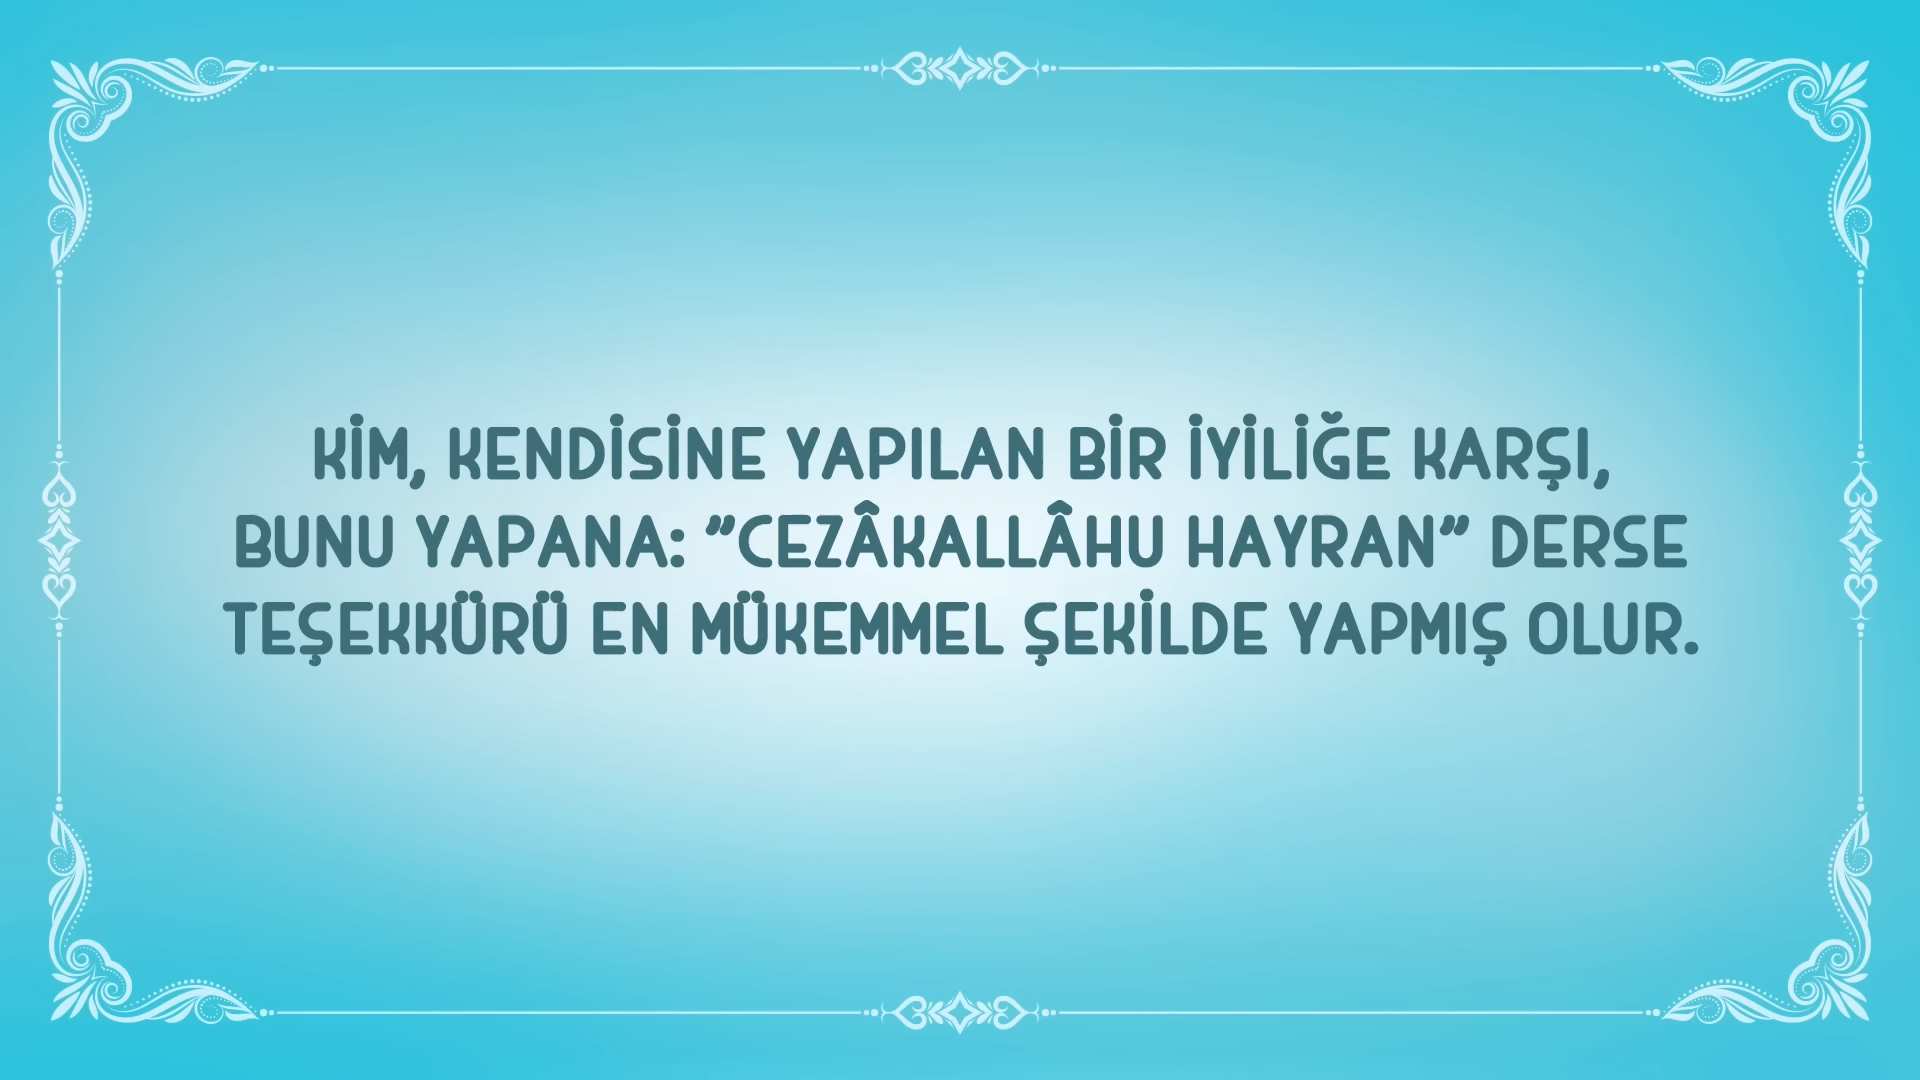 KİM, KENDİSİNE YAPILAN BİR İYİLİĞE KARŞI,
BUNU YAPANA: "CEZÂKALLÂHU HAYRAN" DERSE
TEŞEKKÜRÜ EN MÜKEMMEL ŞEKİLDE YAPMIŞ OLUR.